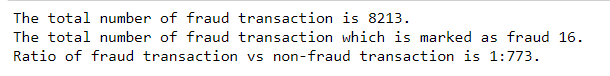 The total number of fraud transaction is 8213.
The total number of fraud transaction which is marked as fraud 16.
Ratio of fraud transaction vs non-fraud transaction is 1:773.